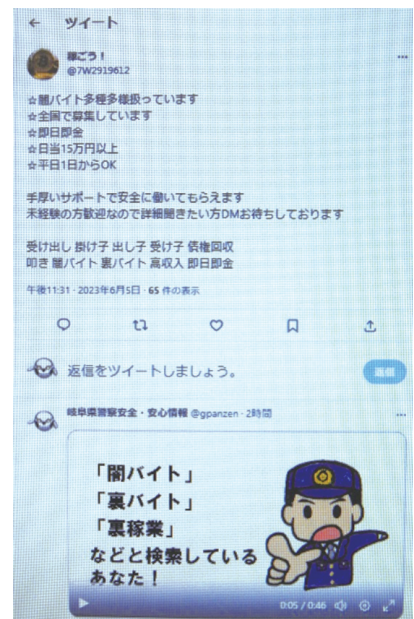 ← ツイート
稼ごう！
@7W2919612
☆闇バイト多種多様扱っています
☆全国で募集しています
☆即日即金
☆日当15万円以上
☆平日1日からOK
手厚いサポートで安全に働いてもらえます
未経験の方歓迎なので詳細聞きたい方DMお待ちしております
受け出し 掛け子 出し子 受け子 債権回収
叩き 闇バイト 裏バイト 高収入 即日即金
午後11:31 · 2023年6月5日 · 65 件の表示
返信をツイートしましょう。
返信
岐阜県警察安全・安心情報 @gpanzen · 2時間
「闇バイト」
「裏バイト」
「裏稼業」
などと検索している
あなた！
0:05 / 0:46